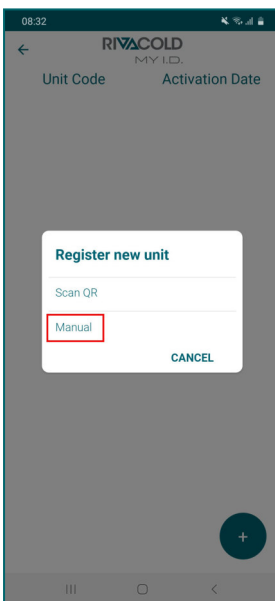 08:32
RIVACOLD
MY I.D.
Unit Code Activation Date
Register new unit
Scan QR
Manual
CANCEL
+